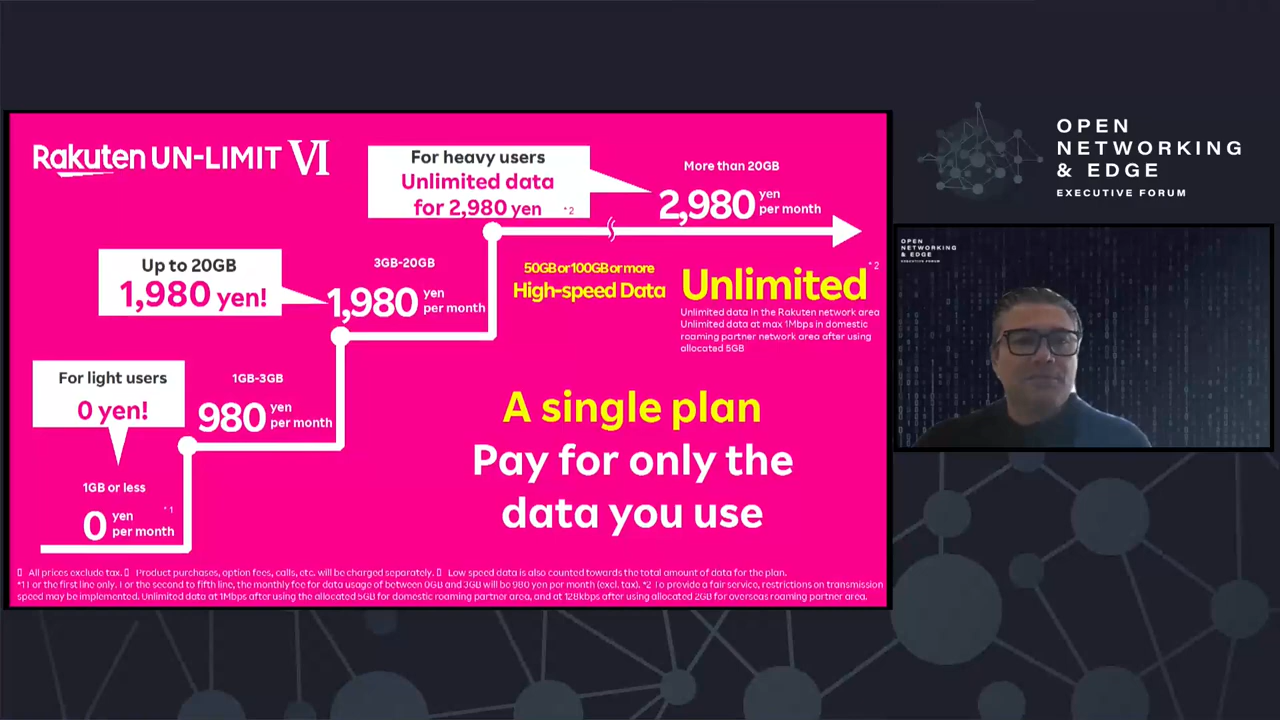 Rakuten UN-LIMIT VI
For heavy users
Unlimited data
for 2,980 yen *2
More than 20GB
2,980 yen per month
Up to 20GB
1,980 yen!
3GB-20GB
1,980 yen per month
50GB or 100GB or more
High-speed Data
Unlimited *2
Unlimited data In the Rakuten network area
Unlimited data at max 1Mbps in domestic
roaming partner network area after using
allocated 5GB
For light users
0 yen!
1GB-3GB
980 yen per month
1GB or less
0 yen per month *1
A single plan
Pay for only the
data you use
All prices exclude tax. Product purchases, option fees, calls, etc. will be charged separately. Low speed data is also counted towards the total amount of data for the plan.
*1 For the first line only. For the second to fifth line, the monthly fee for data usage of between 0GB and 3GB will be 980 yen per month (excl. tax). *2 To provide a fair service, restrictions on transmission
speed may be implemented. Unlimited data at 1Mbps after using the allocated 5GB for domestic roaming partner area, and at 128kbps after using allocated 2GB for overseas roaming partner area.
OPEN
NETWORKING
& EDGE
EXECUTIVE FORUM
OPEN
NETWORKING
& EDGE
EXECUTIVE FORUM